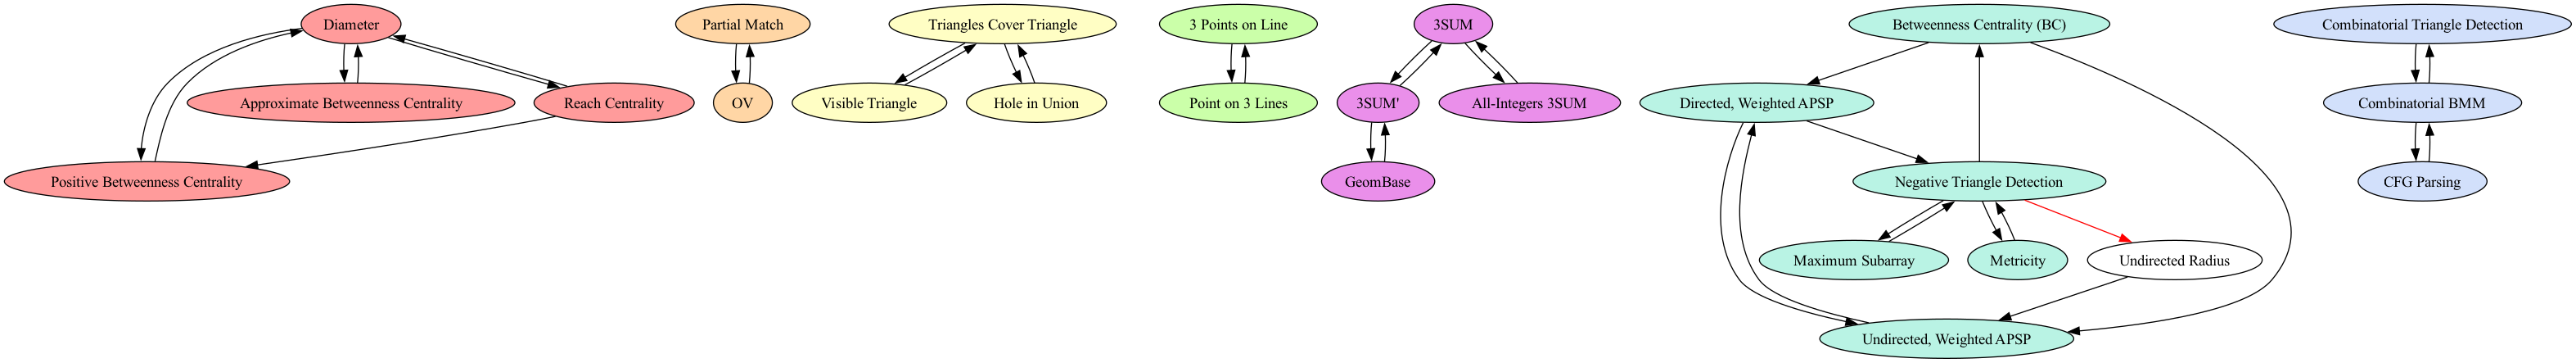 Diameter
Partial Match
Triangles Cover Triangle
3 Points on Line
3SUM
Betweenness Centrality (BC)
Combinatorial Triangle Detection
Approximate Betweenness Centrality
Reach Centrality
OV
Visible Triangle
Hole in Union
Point on 3 Lines
3SUM'
All-Integers 3SUM
Directed, Weighted APSP
Combinatorial BMM
Positive Betweenness Centrality
GeomBase
Negative Triangle Detection
CFG Parsing
Maximum Subarray
Metricity
Undirected Radius
Undirected, Weighted APSP